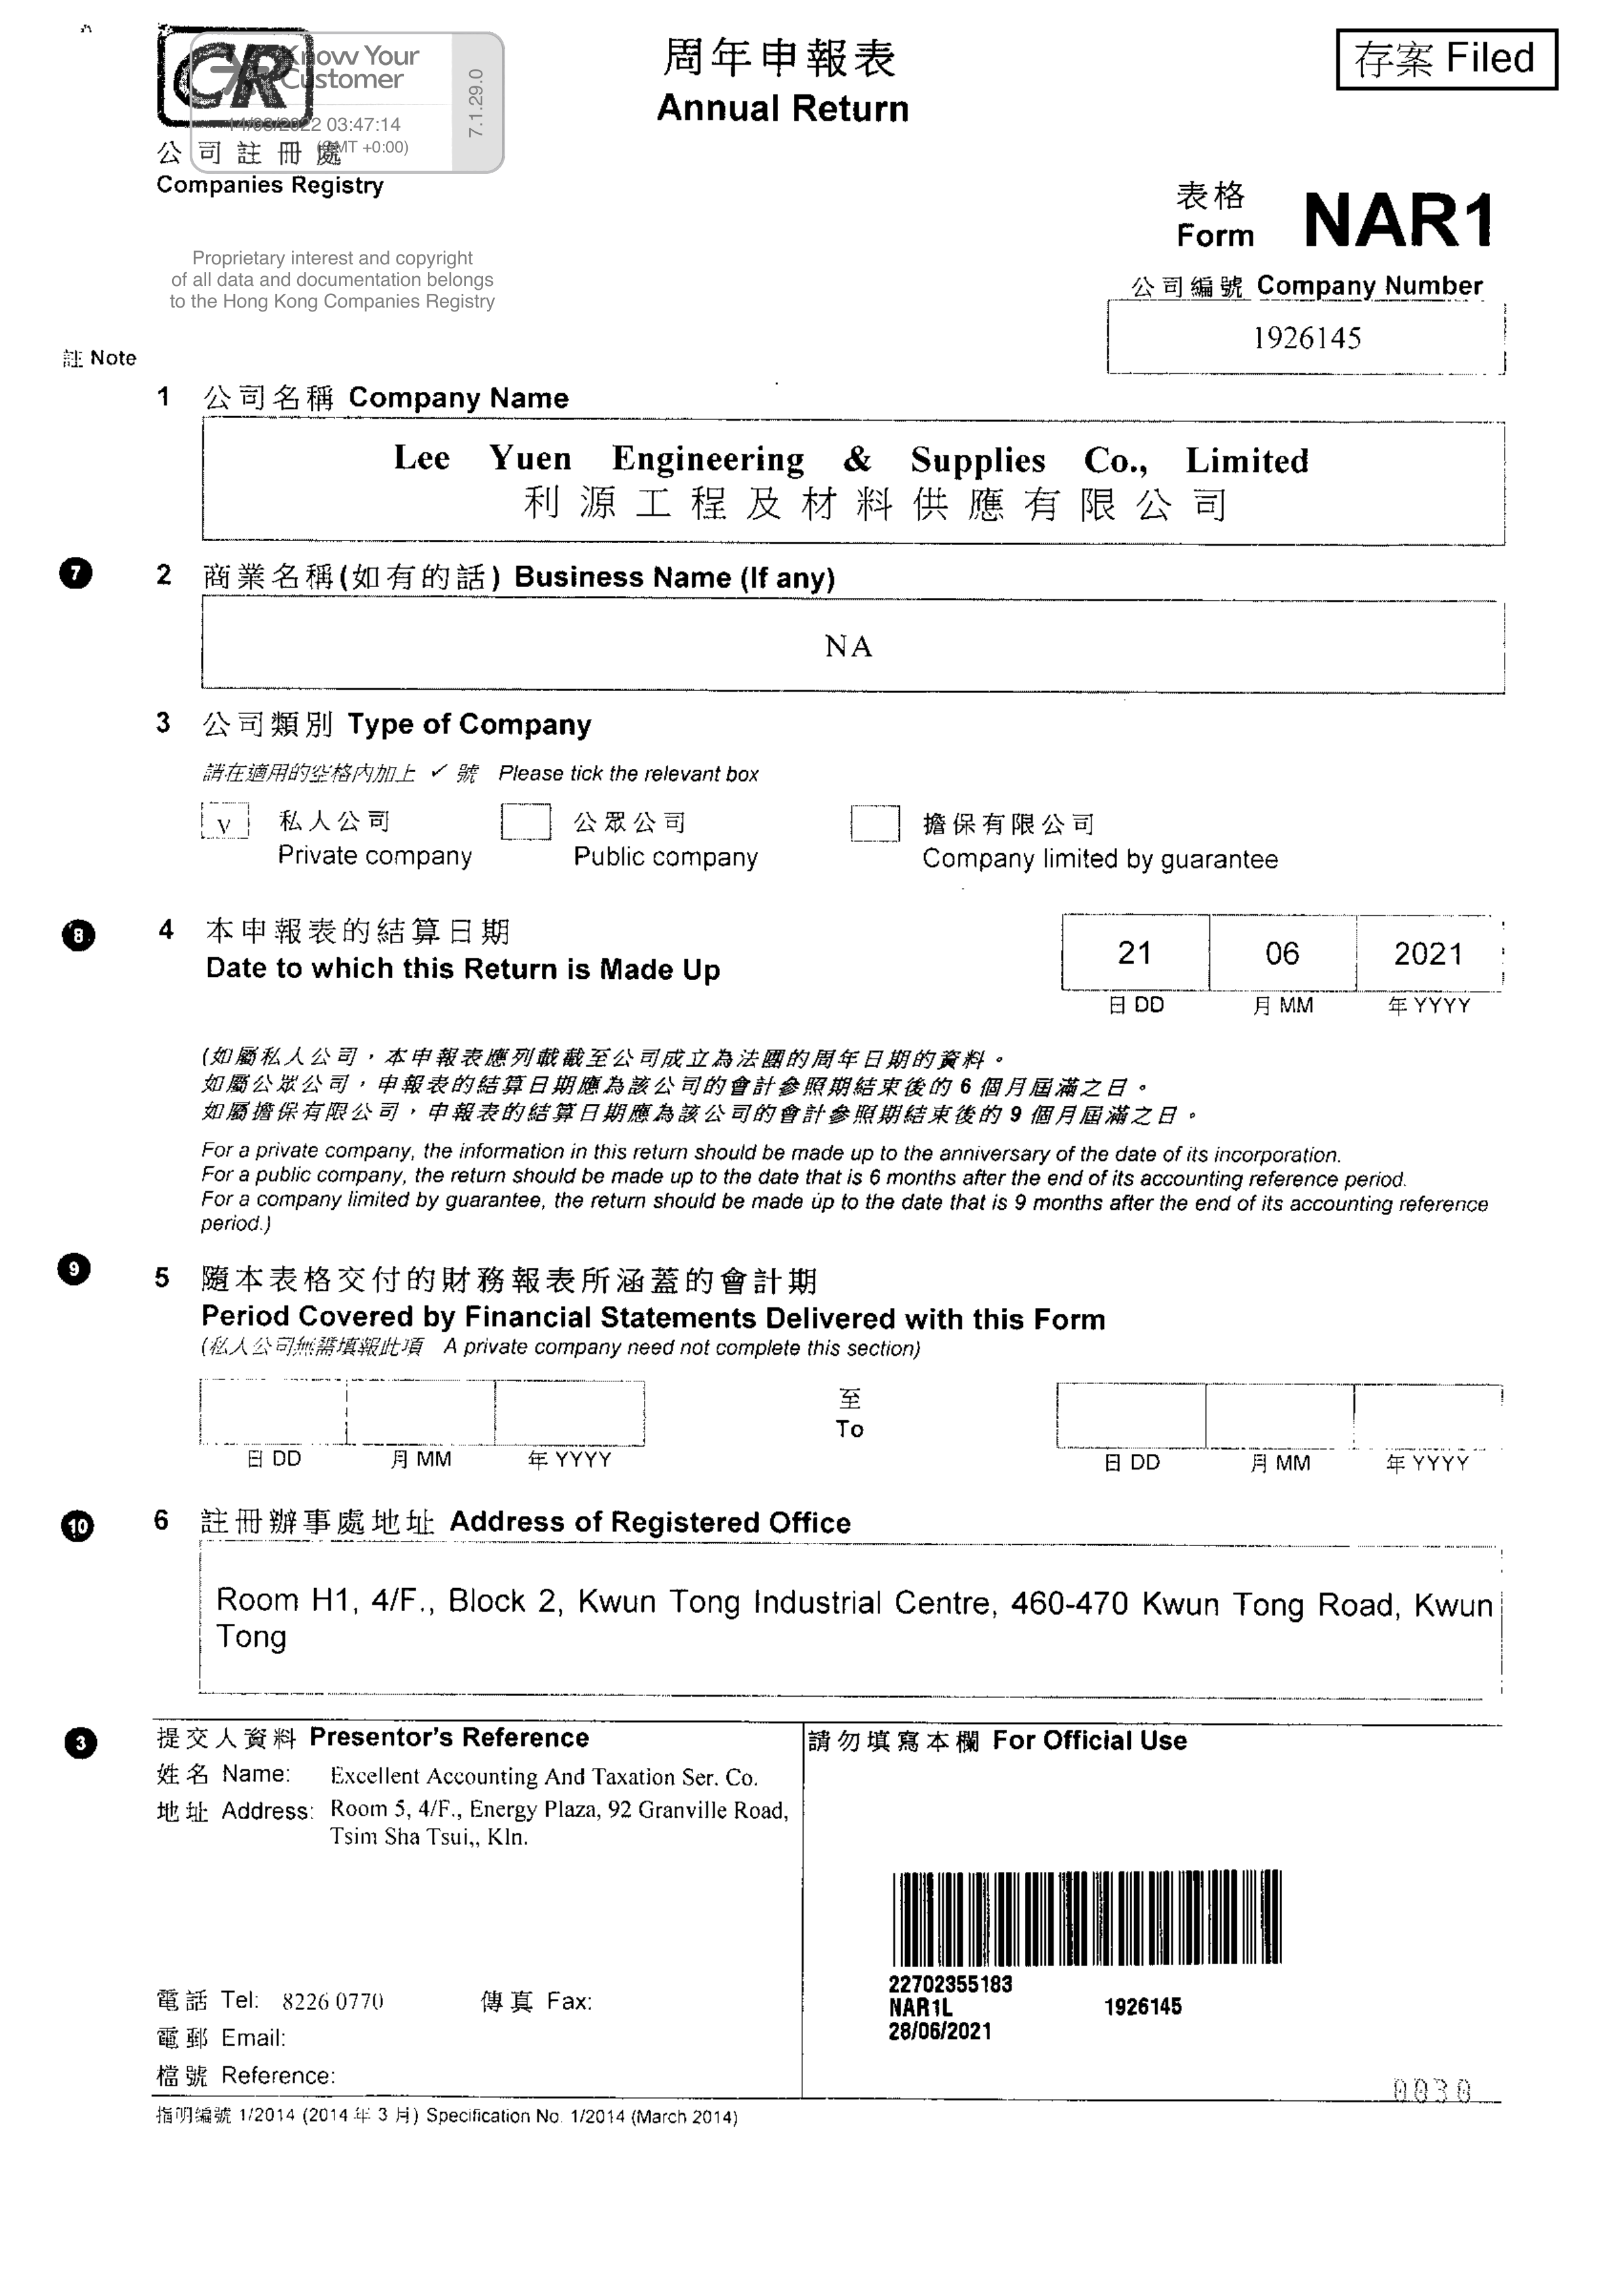 CR
Know Your
Customer
14/03/2022 03:47:14
(GMT +0:00)
7.1.29.0
公司註冊處
Companies Registry
周年申報表
Annual Return
存案 Filed
表格
Form NAR1
Proprietary interest and copyright
of all data and documentation belongs
to the Hong Kong Companies Registry
公司編號 Company Number
1926145
註 Note
1 公司名稱 Company Name
Lee Yuen Engineering & Supplies Co., Limited
利源工程及材料供應有限公司
7 2 商業名稱(如有的話) Business Name (If any)
NA
3 公司類別 Type of Company
請在適用的空格內加上 ✓ 號 Please tick the relevant box
v 私人公司 公眾公司 擔保有限公司
Private company Public company Company limited by guarantee
8 4 本申報表的結算日期
Date to which this Return is Made Up
21 06 2021
日 DD 月 MM 年 YYYY
(如屬私人公司，本申報表應列載截至公司成立為法團的周年日期的資料。
如屬公眾公司，申報表的結算日期應為該公司的會計參照期結束後的 6 個月屆滿之日。
如屬擔保有限公司，申報表的結算日期應為該公司的會計參照期結束後的 9 個月屆滿之日。
For a private company, the information in this return should be made up to the anniversary of the date of its incorporation.
For a public company, the return should be made up to the date that is 6 months after the end of its accounting reference period.
For a company limited by guarantee, the return should be made up to the date that is 9 months after the end of its accounting reference
period.)
9 5 隨本表格交付的財務報表所涵蓋的會計期
Period Covered by Financial Statements Delivered with this Form
(私人公司無需填報此項 A private company need not complete this section)
至
To
日 DD 月 MM 年 YYYY 日 DD 月 MM 年 YYYY
10 6 註冊辦事處地址 Address of Registered Office
Room H1, 4/F., Block 2, Kwun Tong Industrial Centre, 460-470 Kwun Tong Road, Kwun
Tong
3 提交人資料 Presentor's Reference
姓名 Name: Excellent Accounting And Taxation Ser. Co.
地址 Address: Room 5, 4/F., Energy Plaza, 92 Granville Road,
Tsim Sha Tsui,, Kln.
電話 Tel: 8226 0770 傳真 Fax:
電郵 Email:
檔號 Reference:
請勿填寫本欄 For Official Use
22702355183
NAR1L 1926145
28/06/2021
0030
指明編號 1/2014 (2014 年 3 月) Specification No. 1/2014 (March 2014)